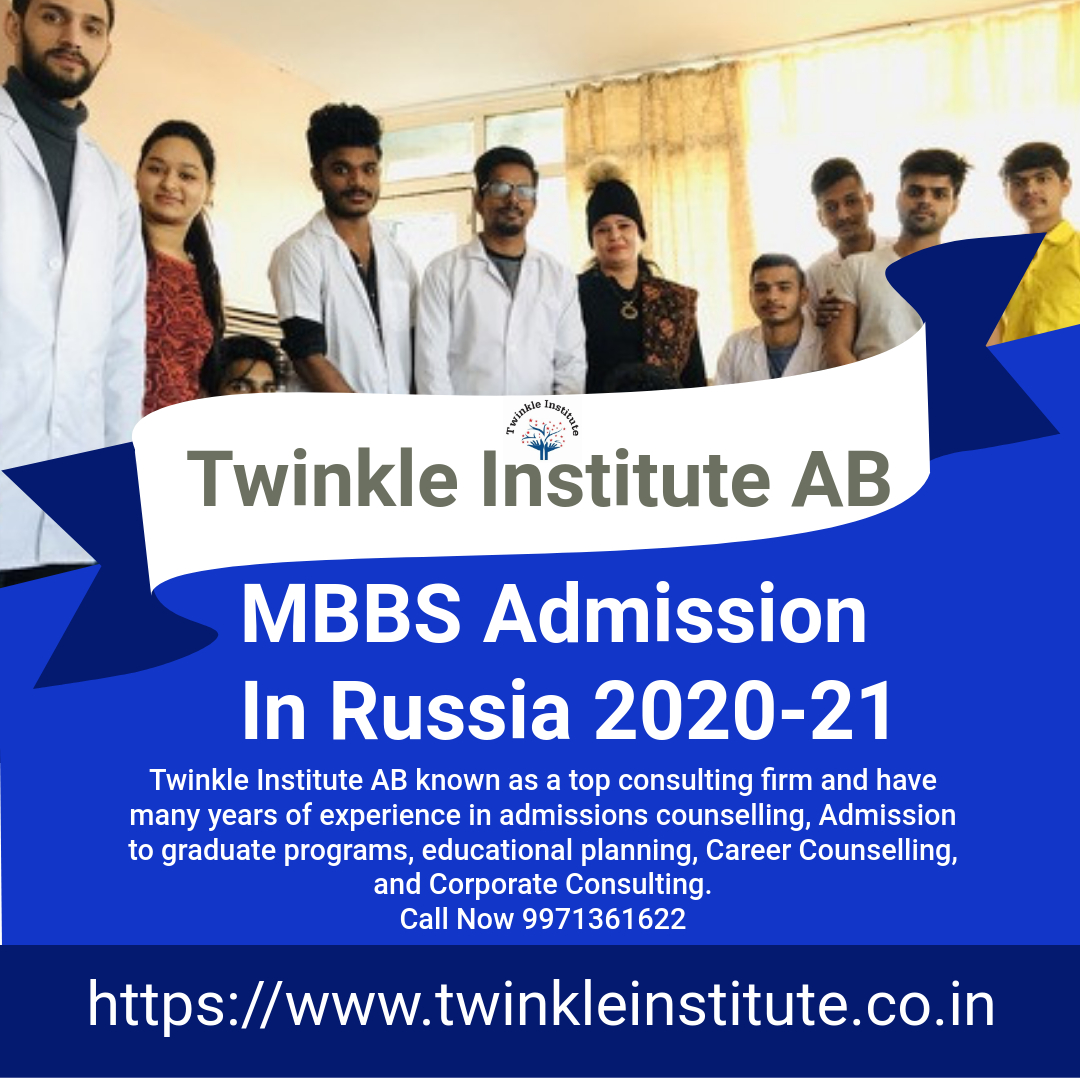 Twinkle Institute
Twinkle Institute AB
MBBS Admission
In Russia 2020-21
Twinkle Institute AB known as a top consulting firm and have
many years of experience in admissions counselling, Admission
to graduate programs, educational planning, Career Counselling,
and Corporate Consulting.
Call Now 9971361622
https://www.twinkleinstitute.co.in